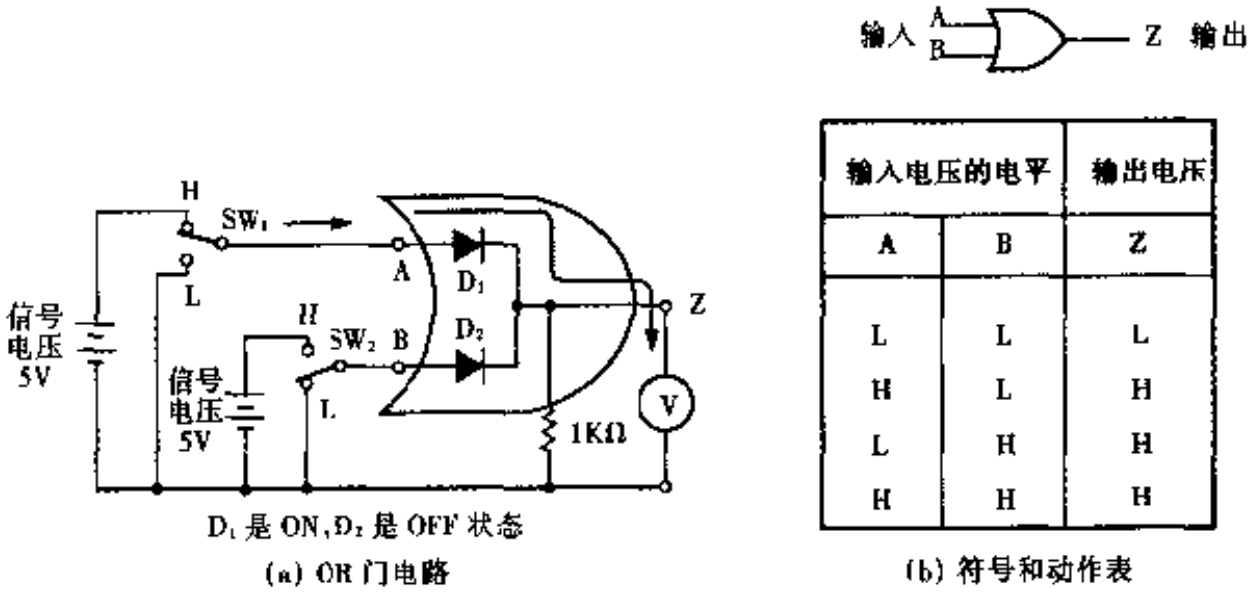 H
SW₁
L
A
D₁
信号
电压
5V
H
SW₂
B
D₂
L
信号
电压
5V
Z
V
1KΩ
D₁ 是 ON,D₂ 是 OFF 状态
(a) OR 门电路
输入 A B Z 输出
输入电压的电平 输出电压
A B Z
L L L
H L H
L H H
H H H
(b) 符号和动作表